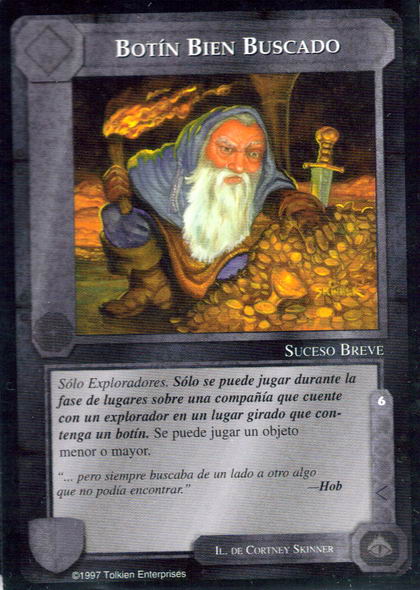 BOTÍN BIEN BUSCADO
SUCESO BREVE
Sólo Exploradores. Sólo se puede jugar durante la
fase de lugares sobre una compañía que cuente
con un explorador en un lugar girado que con-
tenga un botín. Se puede jugar un objeto
menor o mayor.
6
“... pero siempre buscaba de un lado a otro algo
que no podía encontrar.” —Hob
IL. DE CORTNEY SKINNER
©1997 Tolkien Enterprises